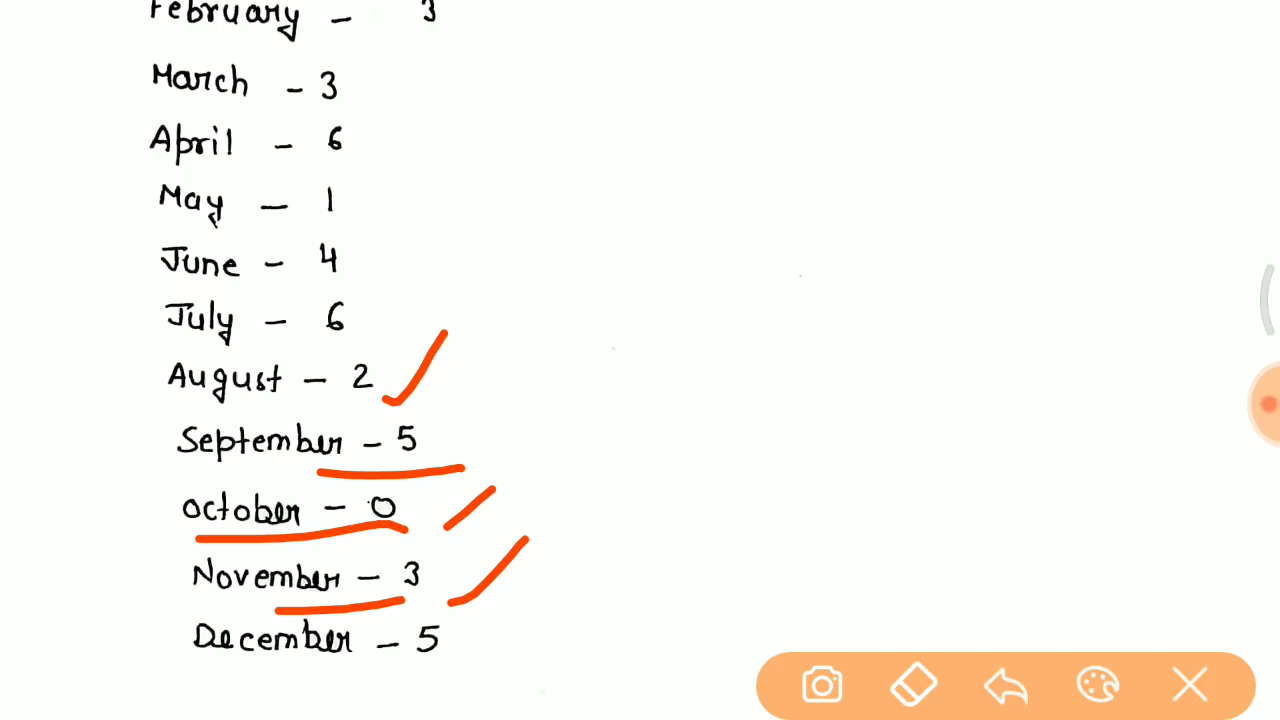 February - 3
March - 3
April - 6
May - 1
June - 4
July - 6
August - 2
September - 5
october - 0
November - 3
December - 5